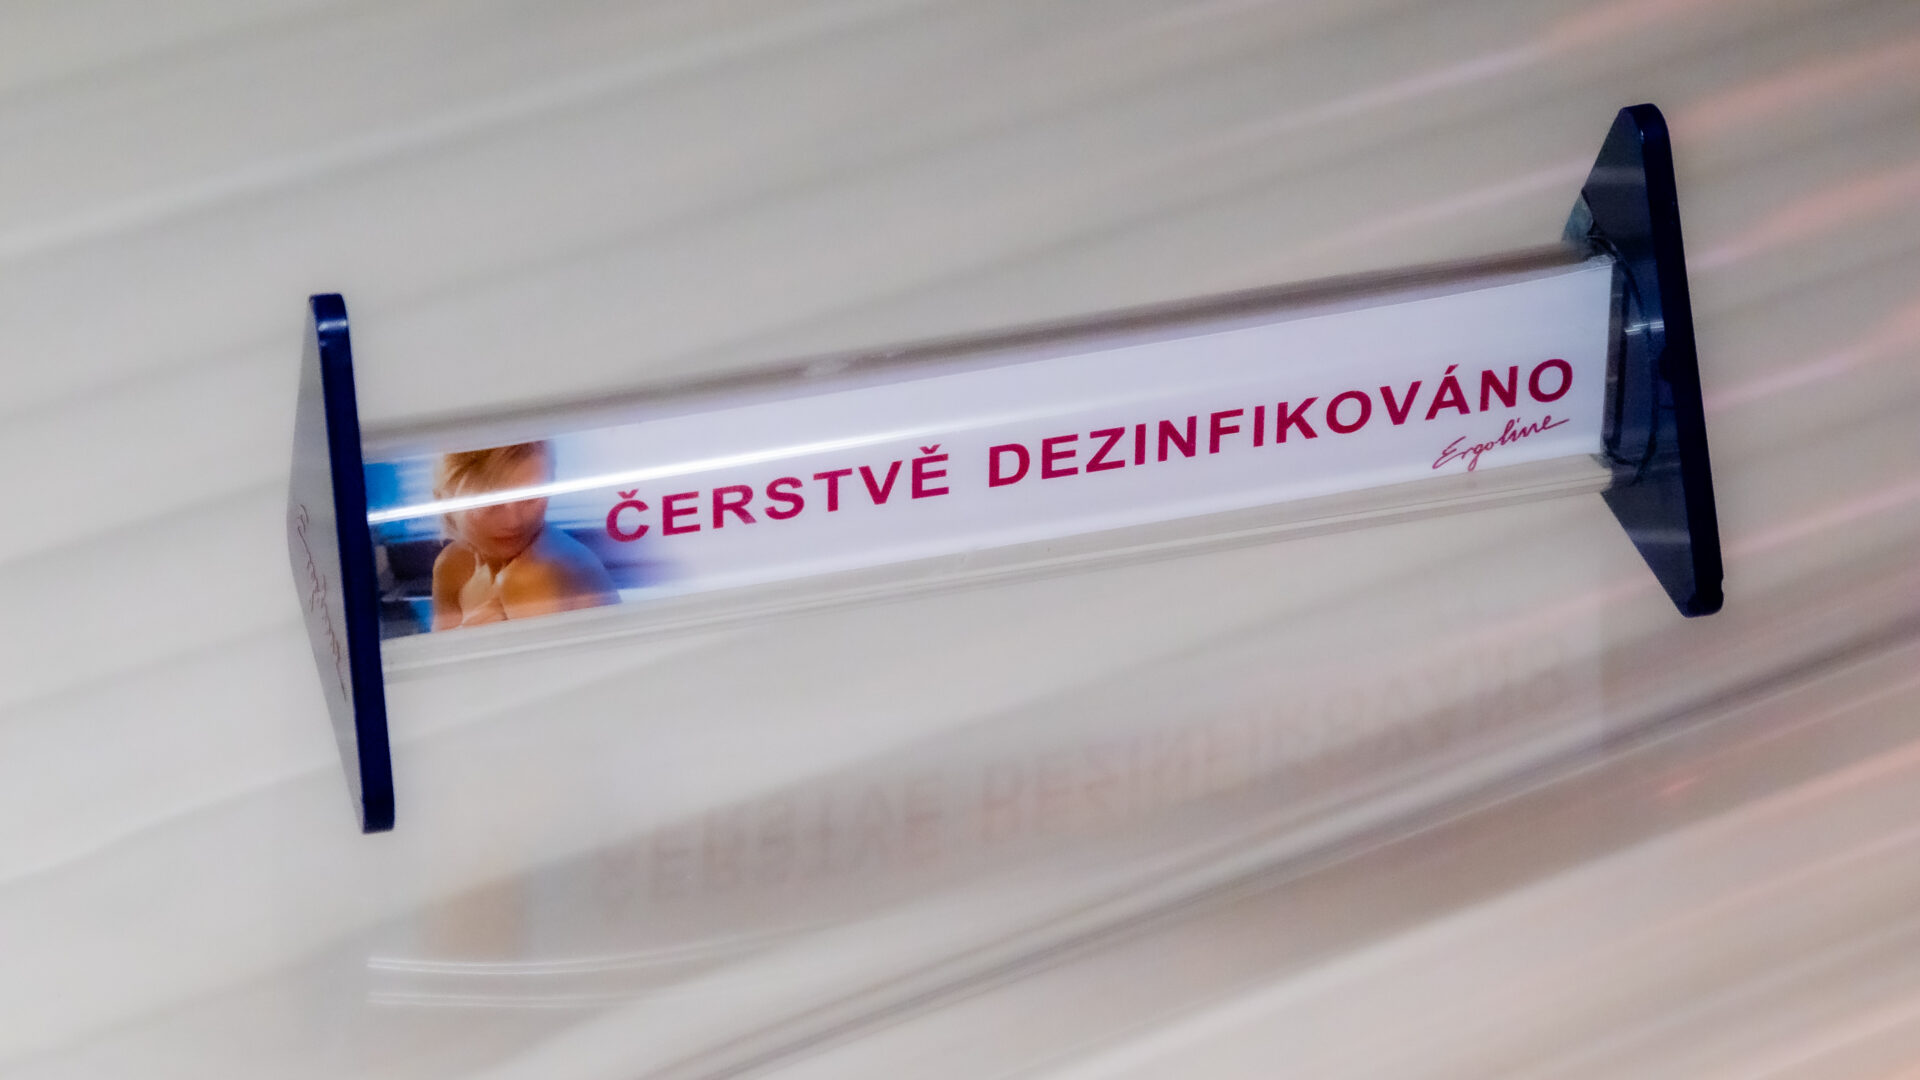 ČERSTVĚ DEZINFIKOVÁNO
Ergoline